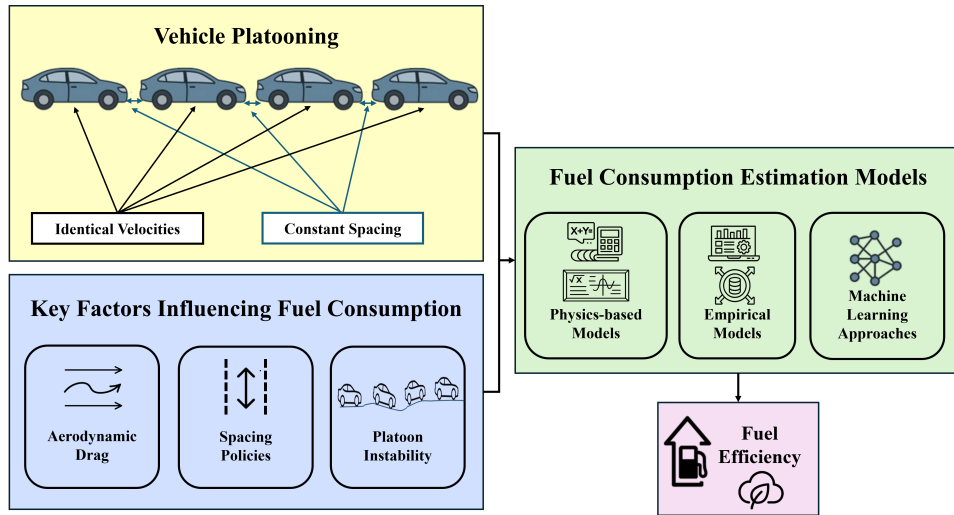 Vehicle Platooning
Identical Velocities
Constant Spacing
Key Factors Influencing Fuel Consumption
Aerodynamic
Drag
Spacing
Policies
Platoon
Instability
Fuel Consumption Estimation Models
X+Y=
√x
Physics-based
Models
Empirical
Models
Machine
Learning
Approaches
Fuel
Efficiency